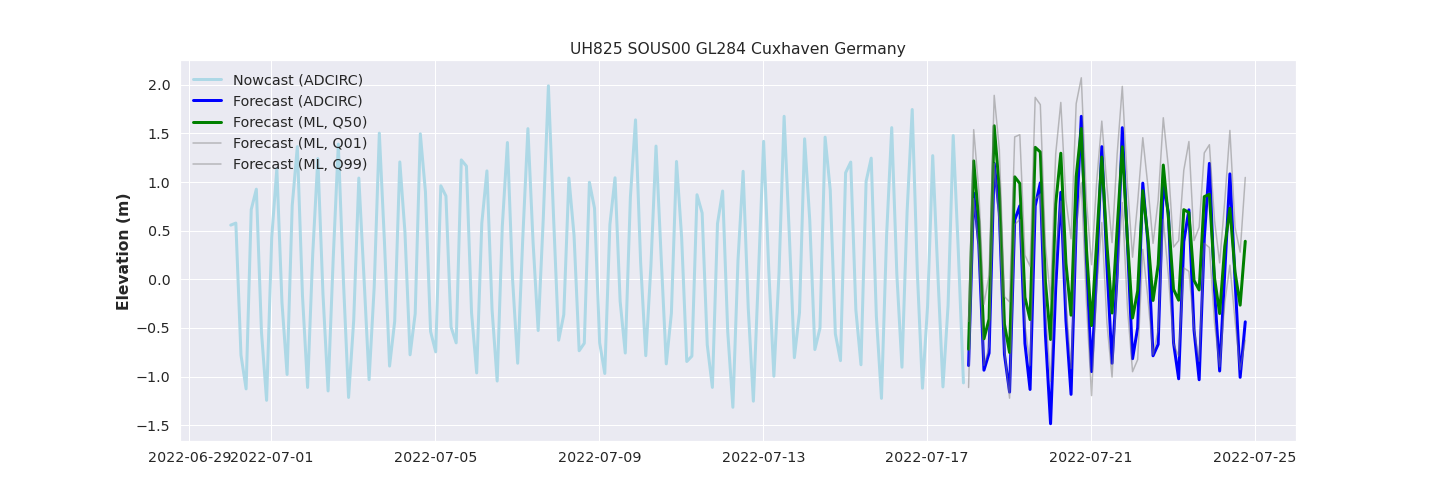 UH825 SOUS00 GL284 Cuxhaven Germany
Nowcast (ADCIRC)
Forecast (ADCIRC)
Forecast (ML, Q50)
Forecast (ML, Q01)
Forecast (ML, Q99)
Elevation (m)
2.0
1.5
1.0
0.5
0.0
−0.5
−1.0
−1.5
2022-06-29 2022-07-01 2022-07-05 2022-07-09 2022-07-13 2022-07-17 2022-07-21 2022-07-25